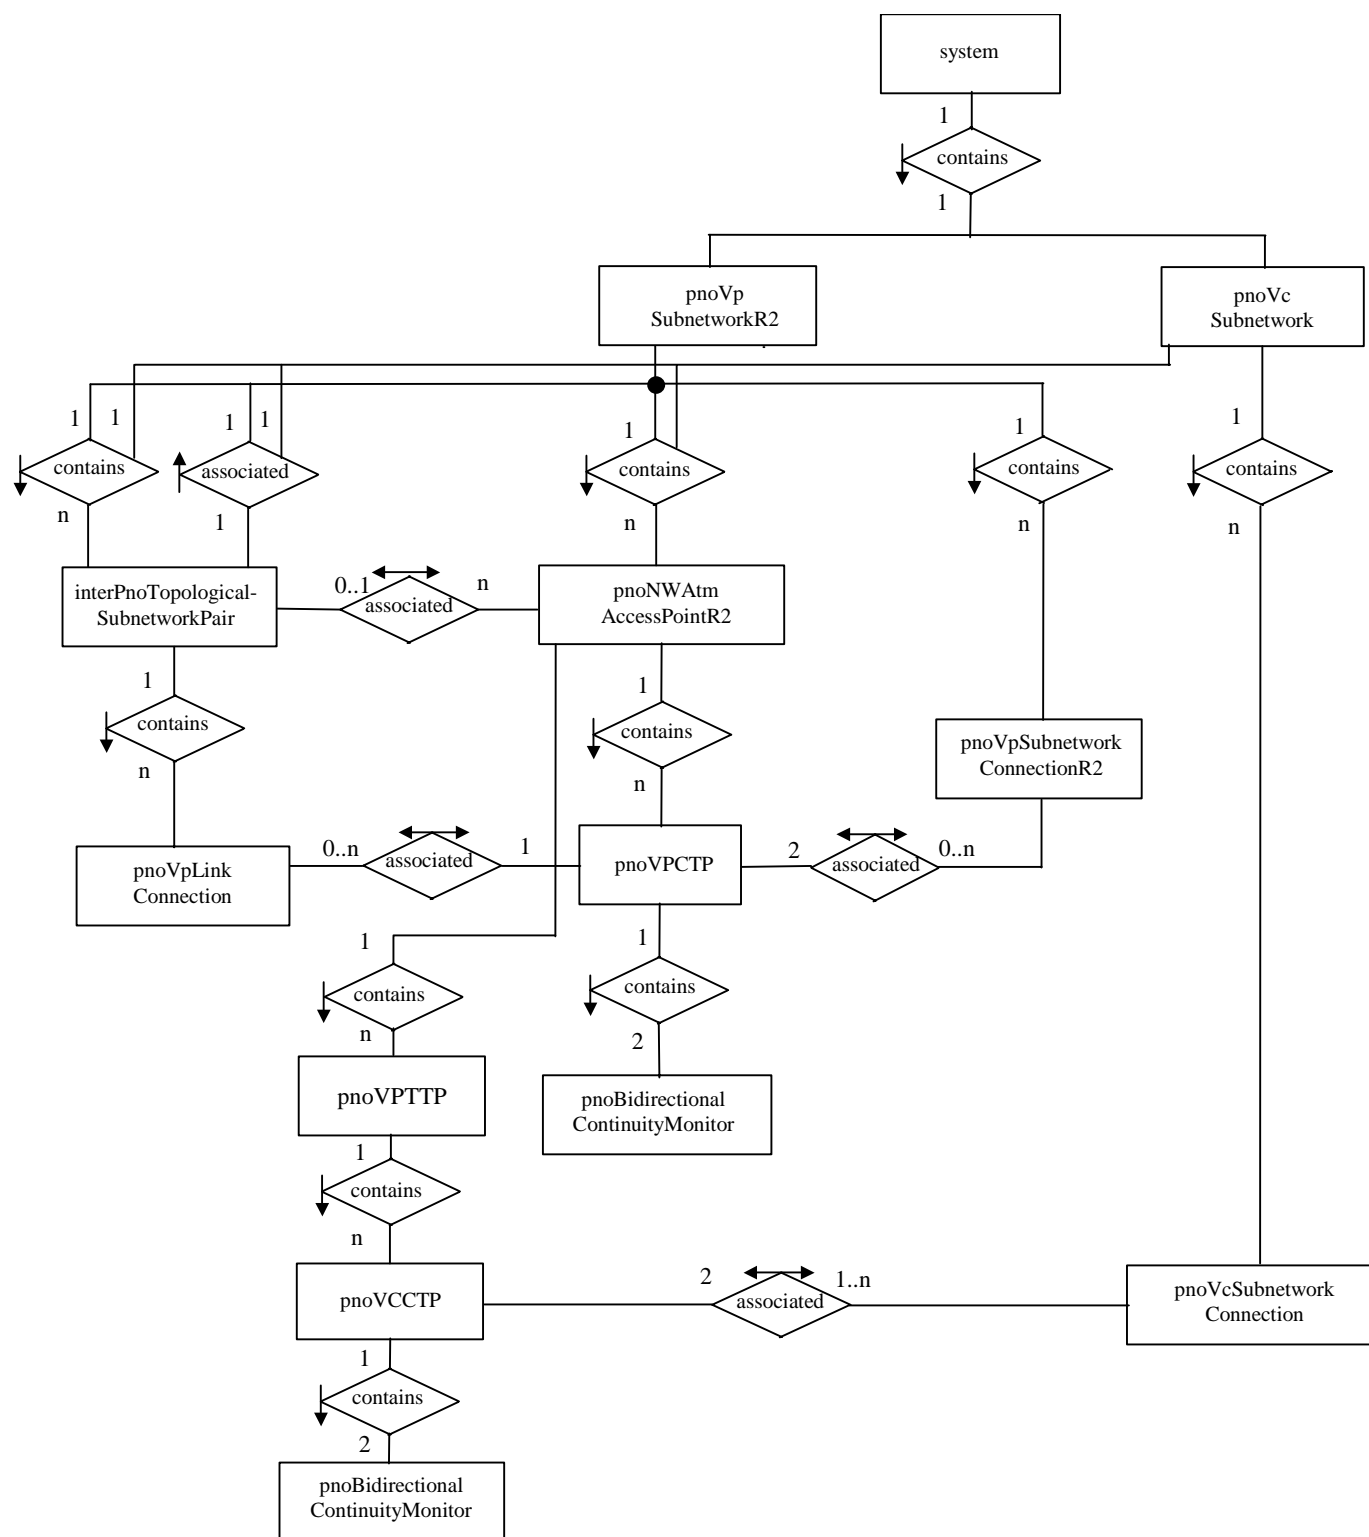 system
1
contains
1
pnoVp
SubnetworkR2
pnoVc
Subnetwork
1
1
1
1
1
1
1
contains
associated
contains
contains
contains
n
1
n
n
n
interPnoTopological-
SubnetworkPair
0..1
associated
n
pnoNWAtm
AccessPointR2
1
contains
n
1
contains
n
pnoVpSubnetwork
ConnectionR2
pnoVpLink
Connection
0..n
associated
1
pnoVPCTP
2
associated
0..n
1
contains
n
1
contains
2
pnoVPTTP
pnoBidirectional
ContinuityMonitor
1
contains
n
pnoVCCTP
2
associated
1..n
pnoVcSubnetwork
Connection
1
contains
2
pnoBidirectional
ContinuityMonitor